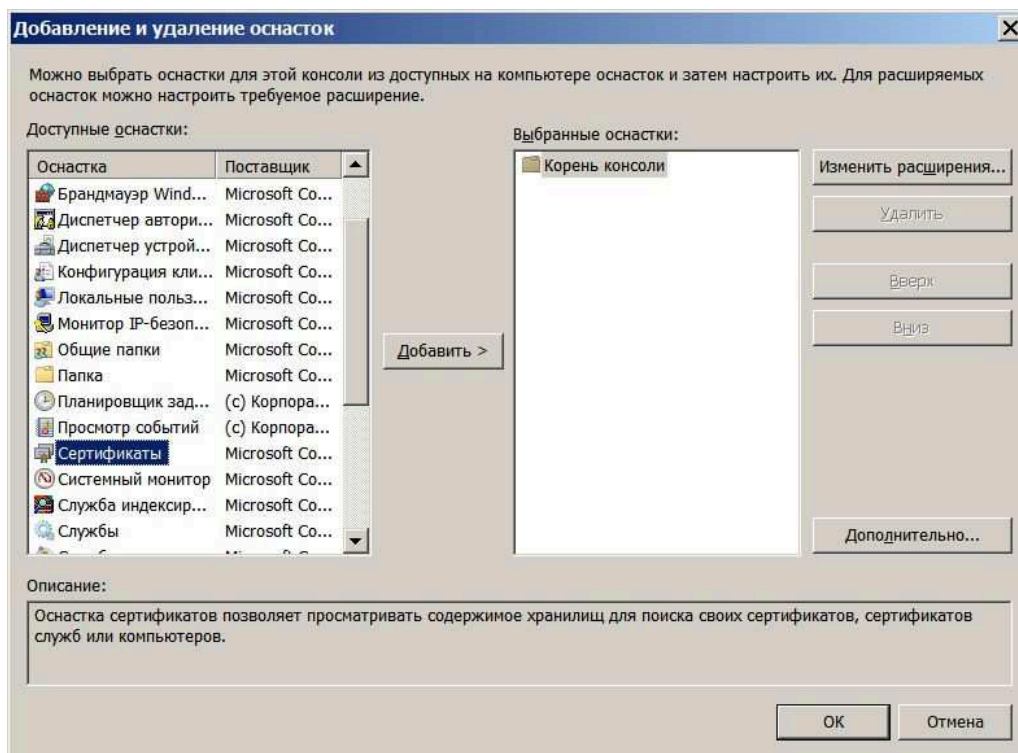 Добавление и удаление оснасток
Можно выбрать оснастки для этой консоли из доступных на компьютере оснасток и затем настроить их. Для расширяемых
оснасток можно настроить требуемое расширение.
Доступные оснастки:
Оснастка Поставщик
Брандмауэр Wind... Microsoft Co...
Диспетчер автори... Microsoft Co...
Диспетчер устрой... Microsoft Co...
Конфигурация кли... Microsoft Co...
Локальные польз... Microsoft Co...
Монитор IP-безоп... Microsoft Co...
Общие папки Microsoft Co...
Папка Microsoft Co...
Планировщик зад... (c) Корпора...
Просмотр событий (c) Корпора...
Сертификаты Microsoft Co...
Системный монитор Microsoft Co...
Служба индексир... Microsoft Co...
Службы Microsoft Co...
Добавить >
Выбранные оснастки:
Корень консоли
Изменить расширения...
Удалить
Вверх
Вниз
Дополнительно...
Описание:
Оснастка сертификатов позволяет просматривать содержимое хранилищ для поиска своих сертификатов, сертификатов
служб или компьютеров.
ОК
Отмена